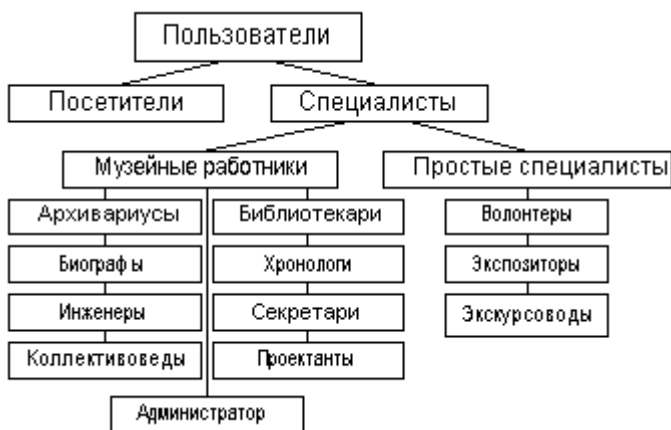 Пользователи
Посетители
Специалисты
Музейные работники
Простые специалисты
Архивариусы
Библиотекари
Волонтеры
Биографы
Хронологи
Экспозиторы
Инженеры
Секретари
Экскурсоводы
Коллективоведы
Проектанты
Администратор